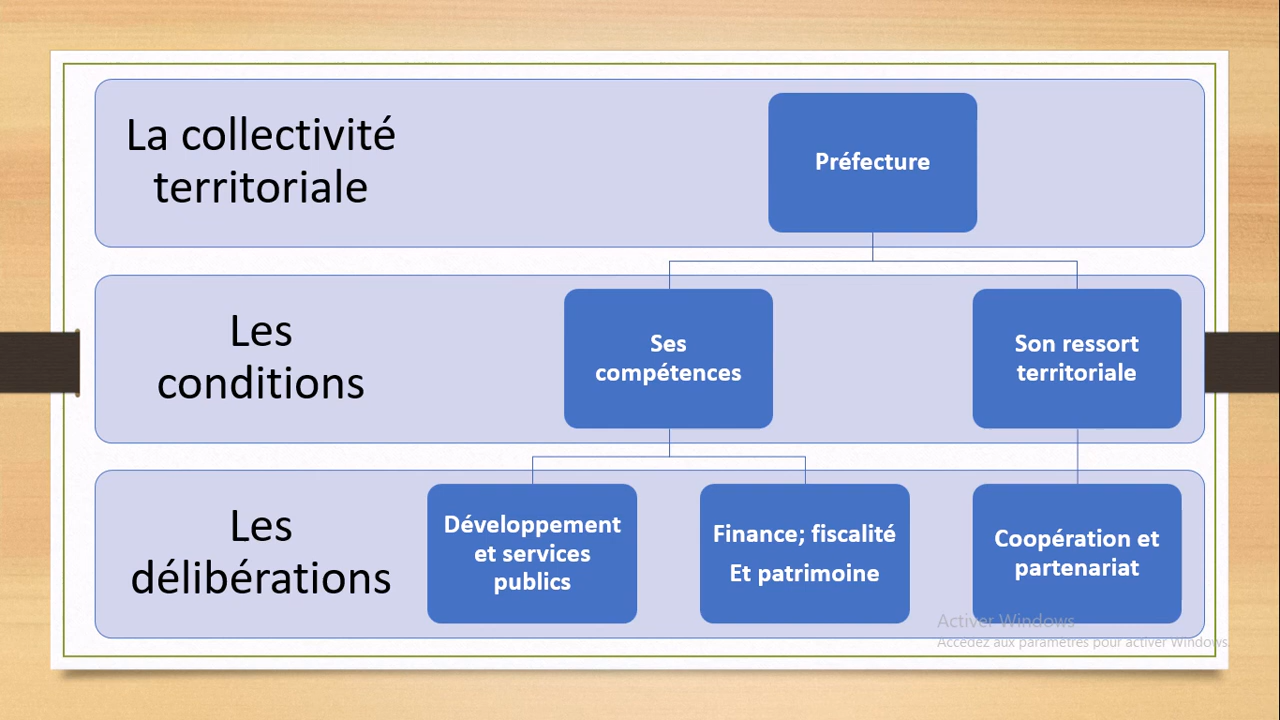 La collectivité
territoriale
Préfecture
Les
conditions
Ses
compétences
Son ressort
territoriale
Les
délibérations
Développement
et services
publics
Finance; fiscalité
Et patrimoine
Coopération et
partenariat
Activer Windows
Accédez aux paramètres pour activer Windows.